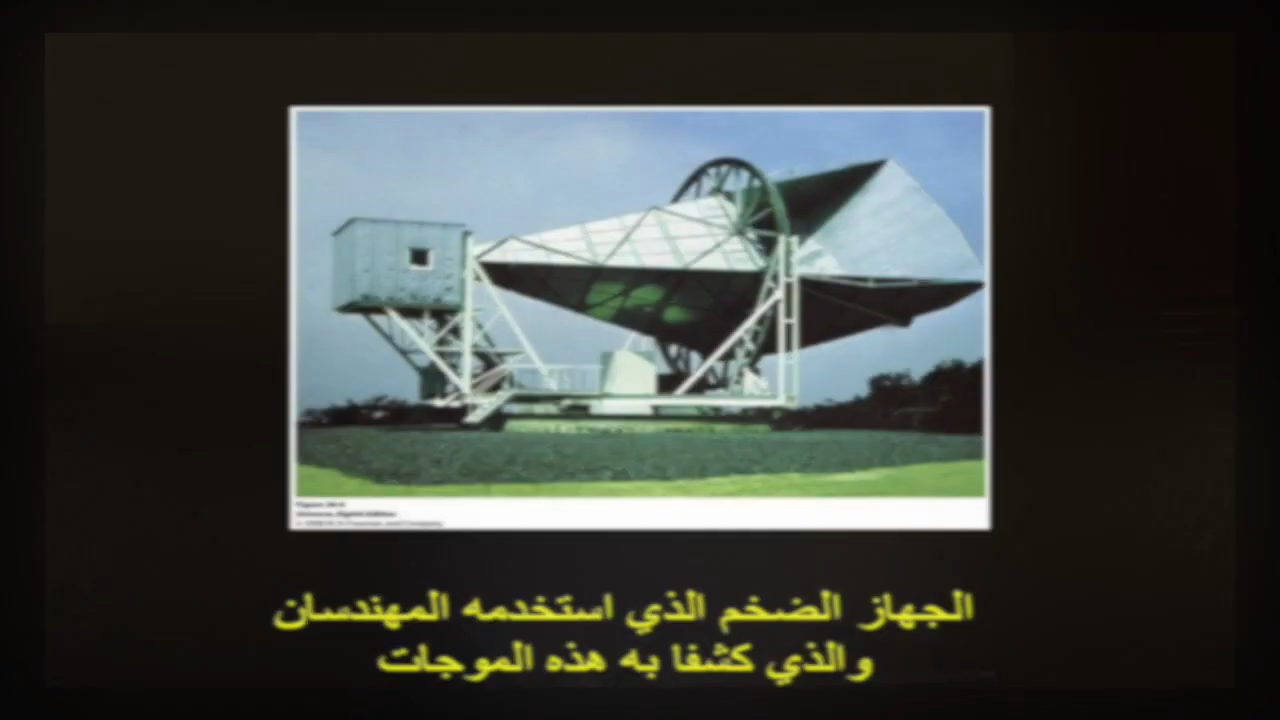 الجهاز الضخم الذي استخدمه المهندسان
والذي كشفا به هذه الموجات